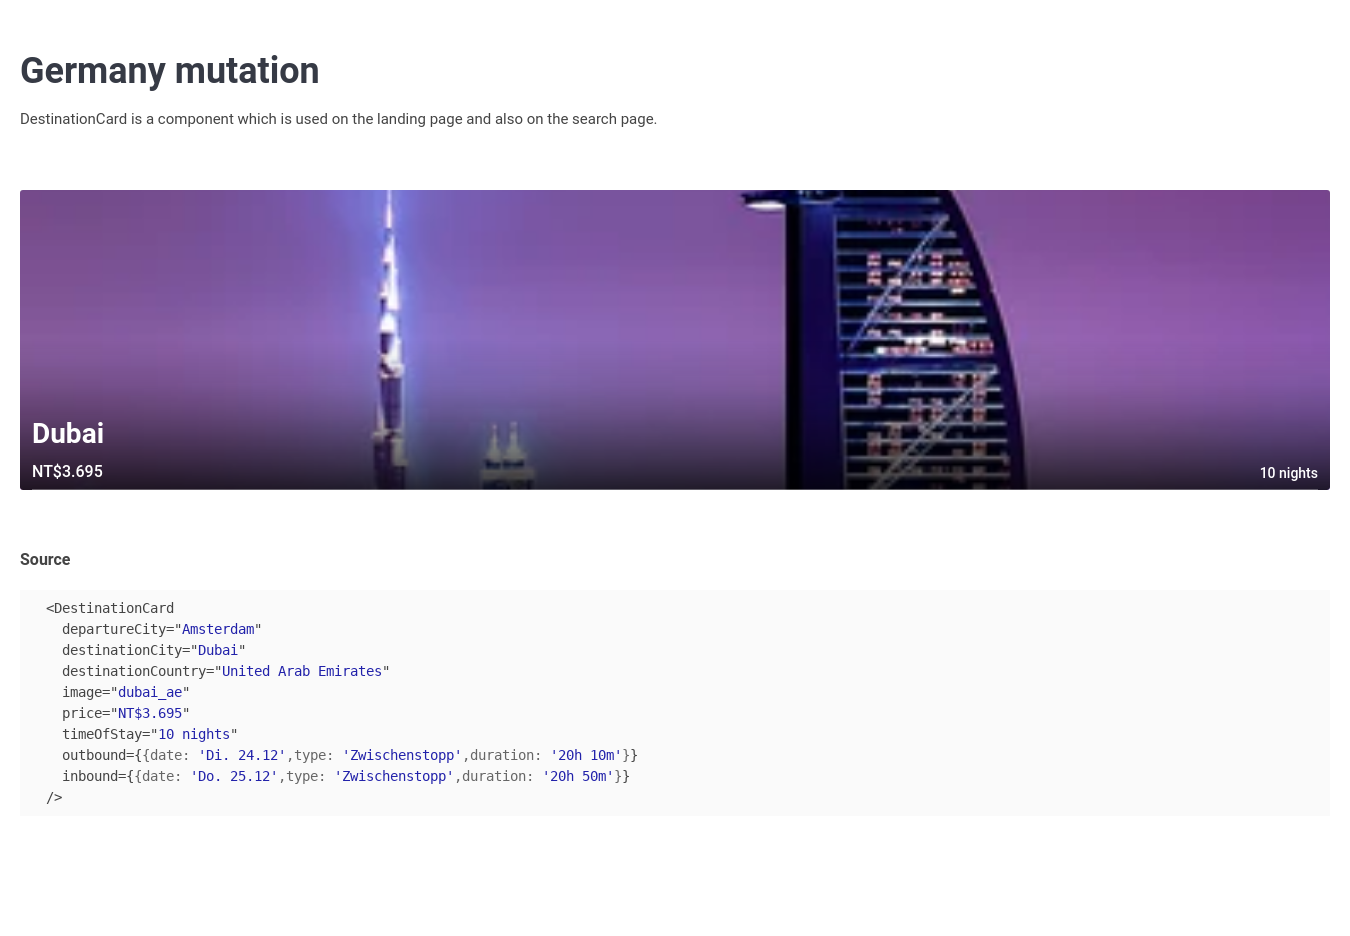 Germany mutation
DestinationCard is a component which is used on the landing page and also on the search page.
Dubai
NT$3.695
10 nights
Source
<DestinationCard
  departureCity="Amsterdam"
  destinationCity="Dubai"
  destinationCountry="United Arab Emirates"
  image="dubai_ae"
  price="NT$3.695"
  timeOfStay="10 nights"
  outbound={{date: 'Di. 24.12',type: 'Zwischenstopp',duration: '20h 10m'}}
  inbound={{date: 'Do. 25.12',type: 'Zwischenstopp',duration: '20h 50m'}}
/>